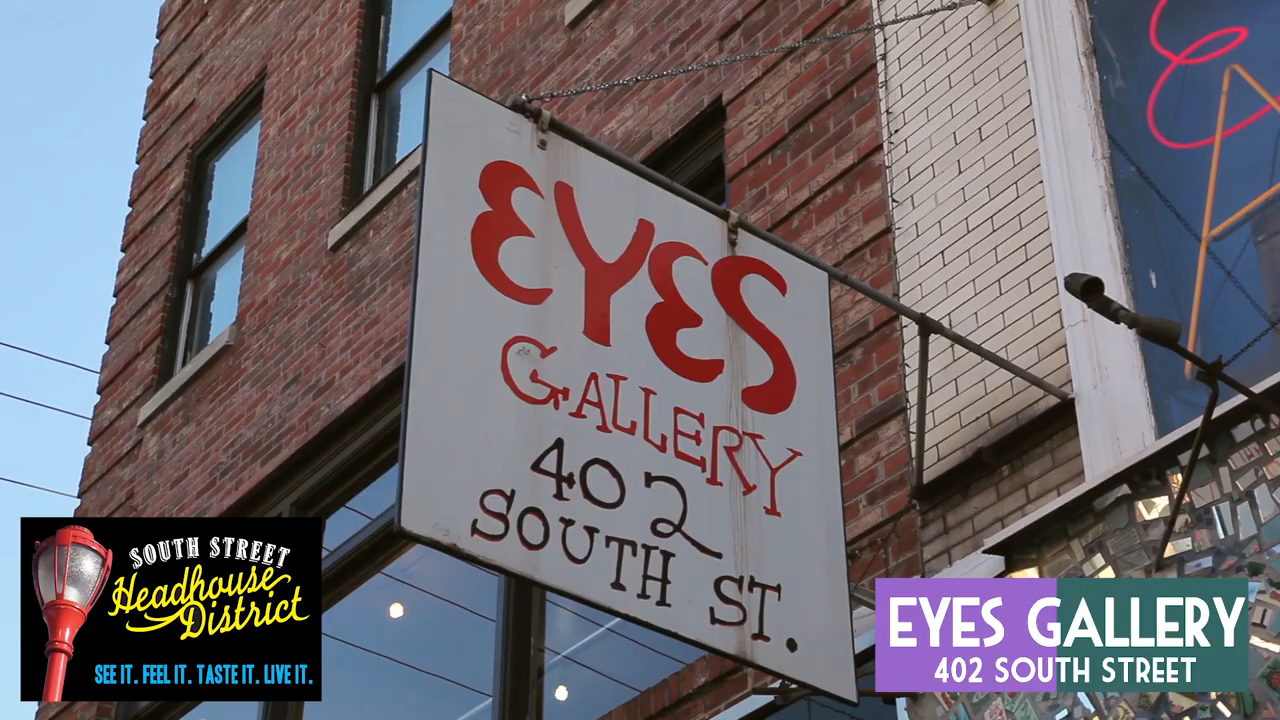 EYES
GALLERY
402
SOUTH ST.
SOUTH STREET
Headhouse
District
SEE IT. FEEL IT. TASTE IT. LIVE IT.
EYES GALLERY
402 SOUTH STREET